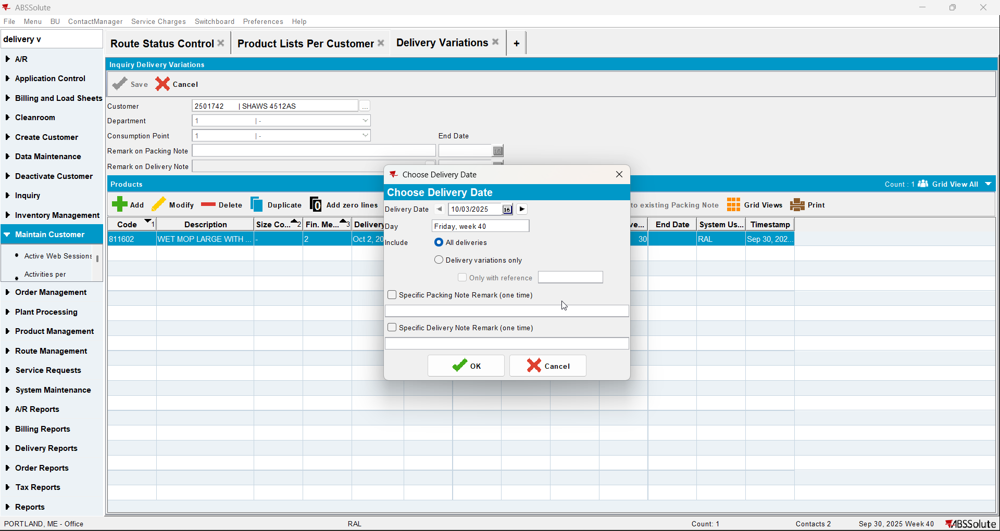 ABSSolute
File Menu BU ContactManager Service Charges Switchboard Preferences Help
delivery v
Route Status Control Product Lists Per Customer Delivery Variations +
A/R
Application Control
Billing and Load Sheets
Cleanroom
Create Customer
Data Maintenance
Deactivate Customer
Inquiry
Inventory Management
Maintain Customer
Active Web Sessions
Activities per
Order Management
Plant Processing
Product Management
Route Management
Service Requests
System Maintenance
A/R Reports
Billing Reports
Delivery Reports
Order Reports
Tax Reports
Reports
Inquiry Delivery Variations
Save Cancel
Customer 2501742 | SHAWS 4512AS ...
Department 1 | -
Consumption Point 1 | - End Date
Remark on Packing Note 16
Remark on Delivery Note
Products Count : 1 Grid View All
Add Modify Delete Duplicate 0 Add zero lines to existing Packing Note Grid Views Print
Code 1 Description Size Co... 2 Fin. Me... 3 Delivery ve... End Date System Us... Timestamp
811602 WET MOP LARGE WITH ... - 2 Oct 2, 20 30 RAL Sep 30, 202...
Choose Delivery Date
Choose Delivery Date
Delivery Date 10/03/2025 16
Day Friday, week 40
Include All deliveries
Delivery variations only
Only with reference
Specific Packing Note Remark (one time)
Specific Delivery Note Remark (one time)
OK Cancel
PORTLAND, ME - Office RAL Count: 1 Contacts 2 Sep 30, 2025 Week 40 ABSSolute